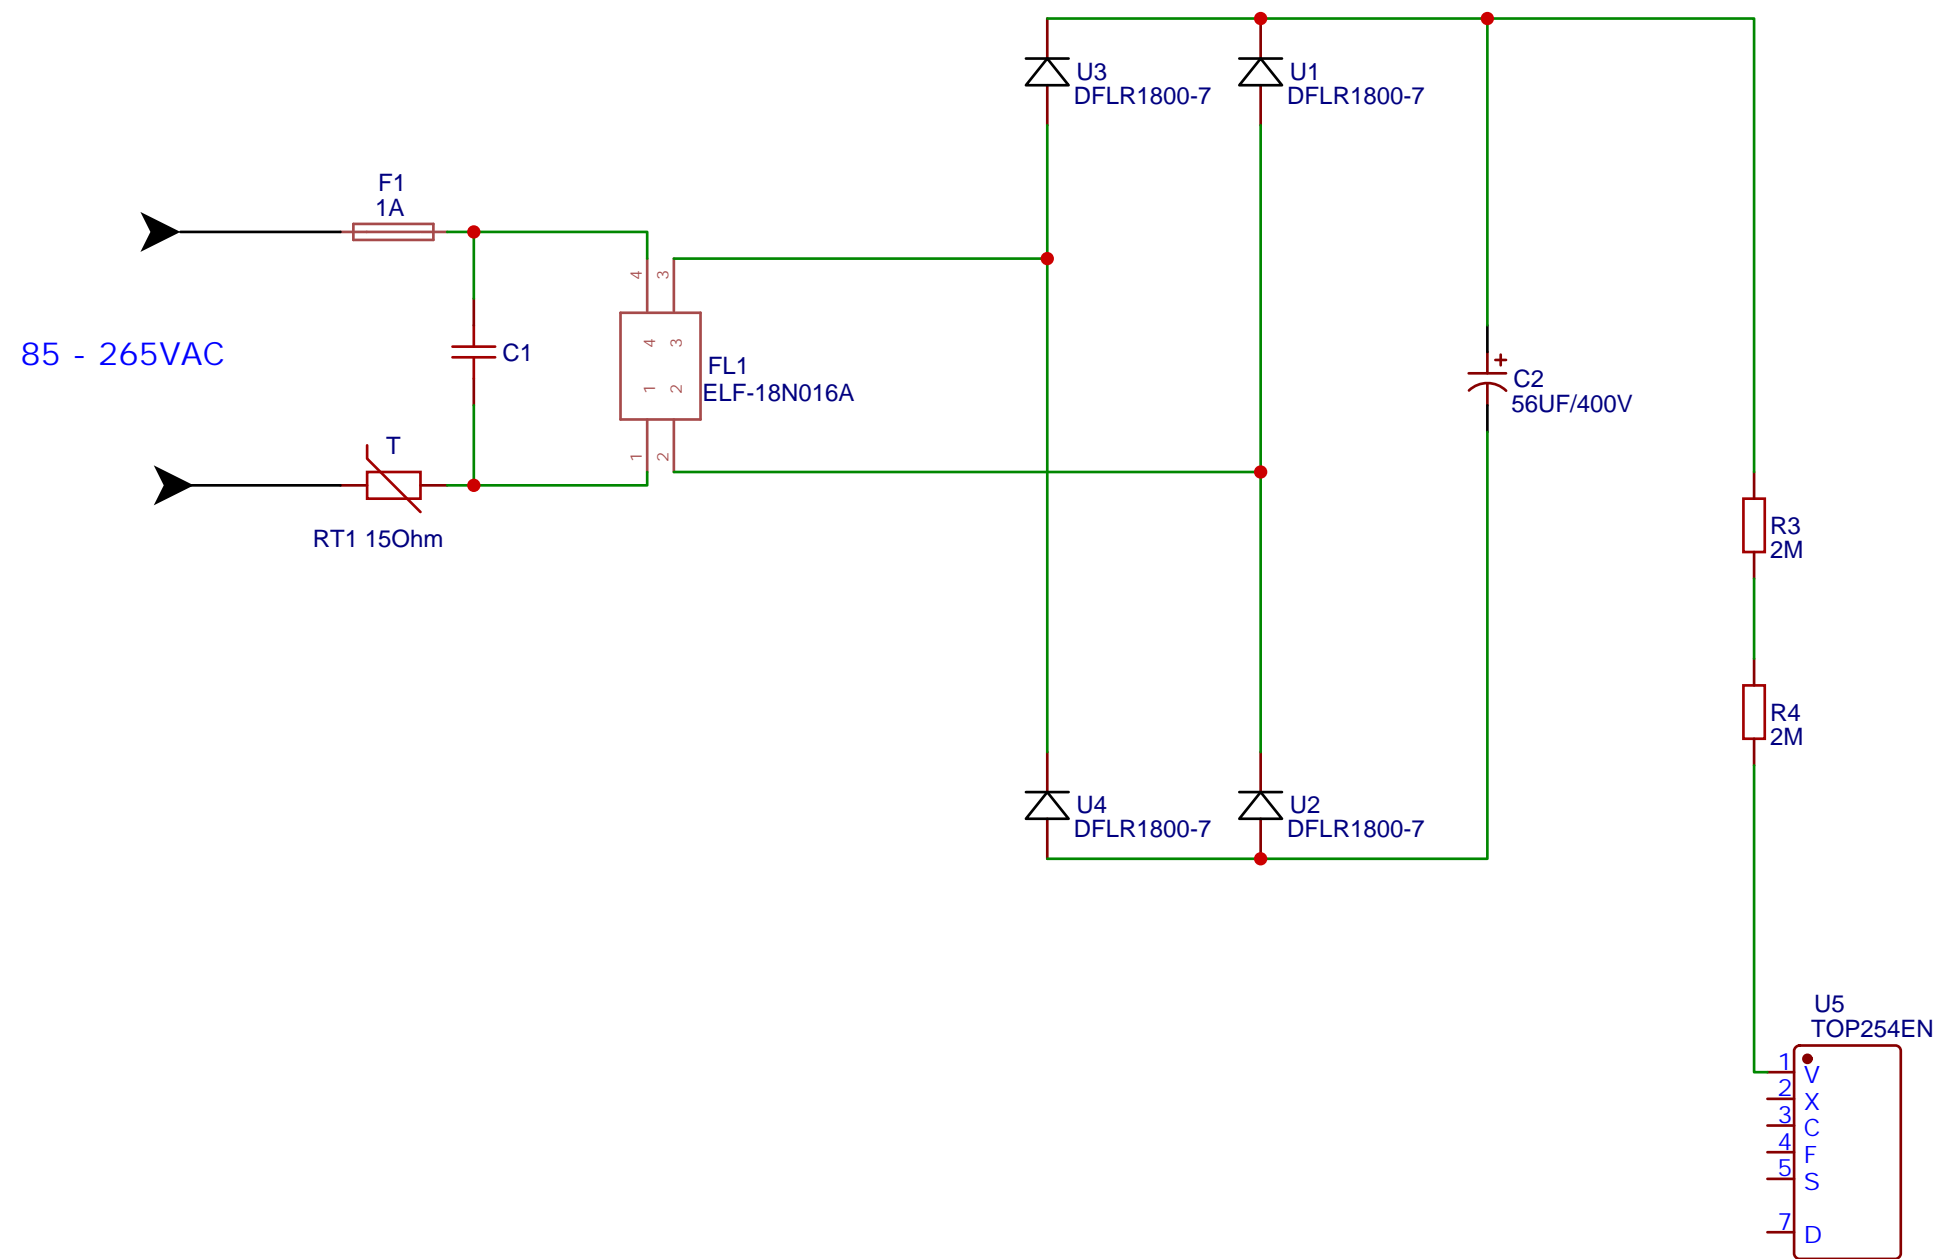 U3
DFLR1800-7
U1
DFLR1800-7
F1
1A
4
3
4
3
1
2
1
2
85 - 265VAC
C1
FL1
ELF-18N016A
+
C2
56UF/400V
T
RT1 15Ohm
R3
2M
R4
2M
U4
DFLR1800-7
U2
DFLR1800-7
U5
TOP254EN
1 V
2 X
3 C
4 F
5 S
7 D